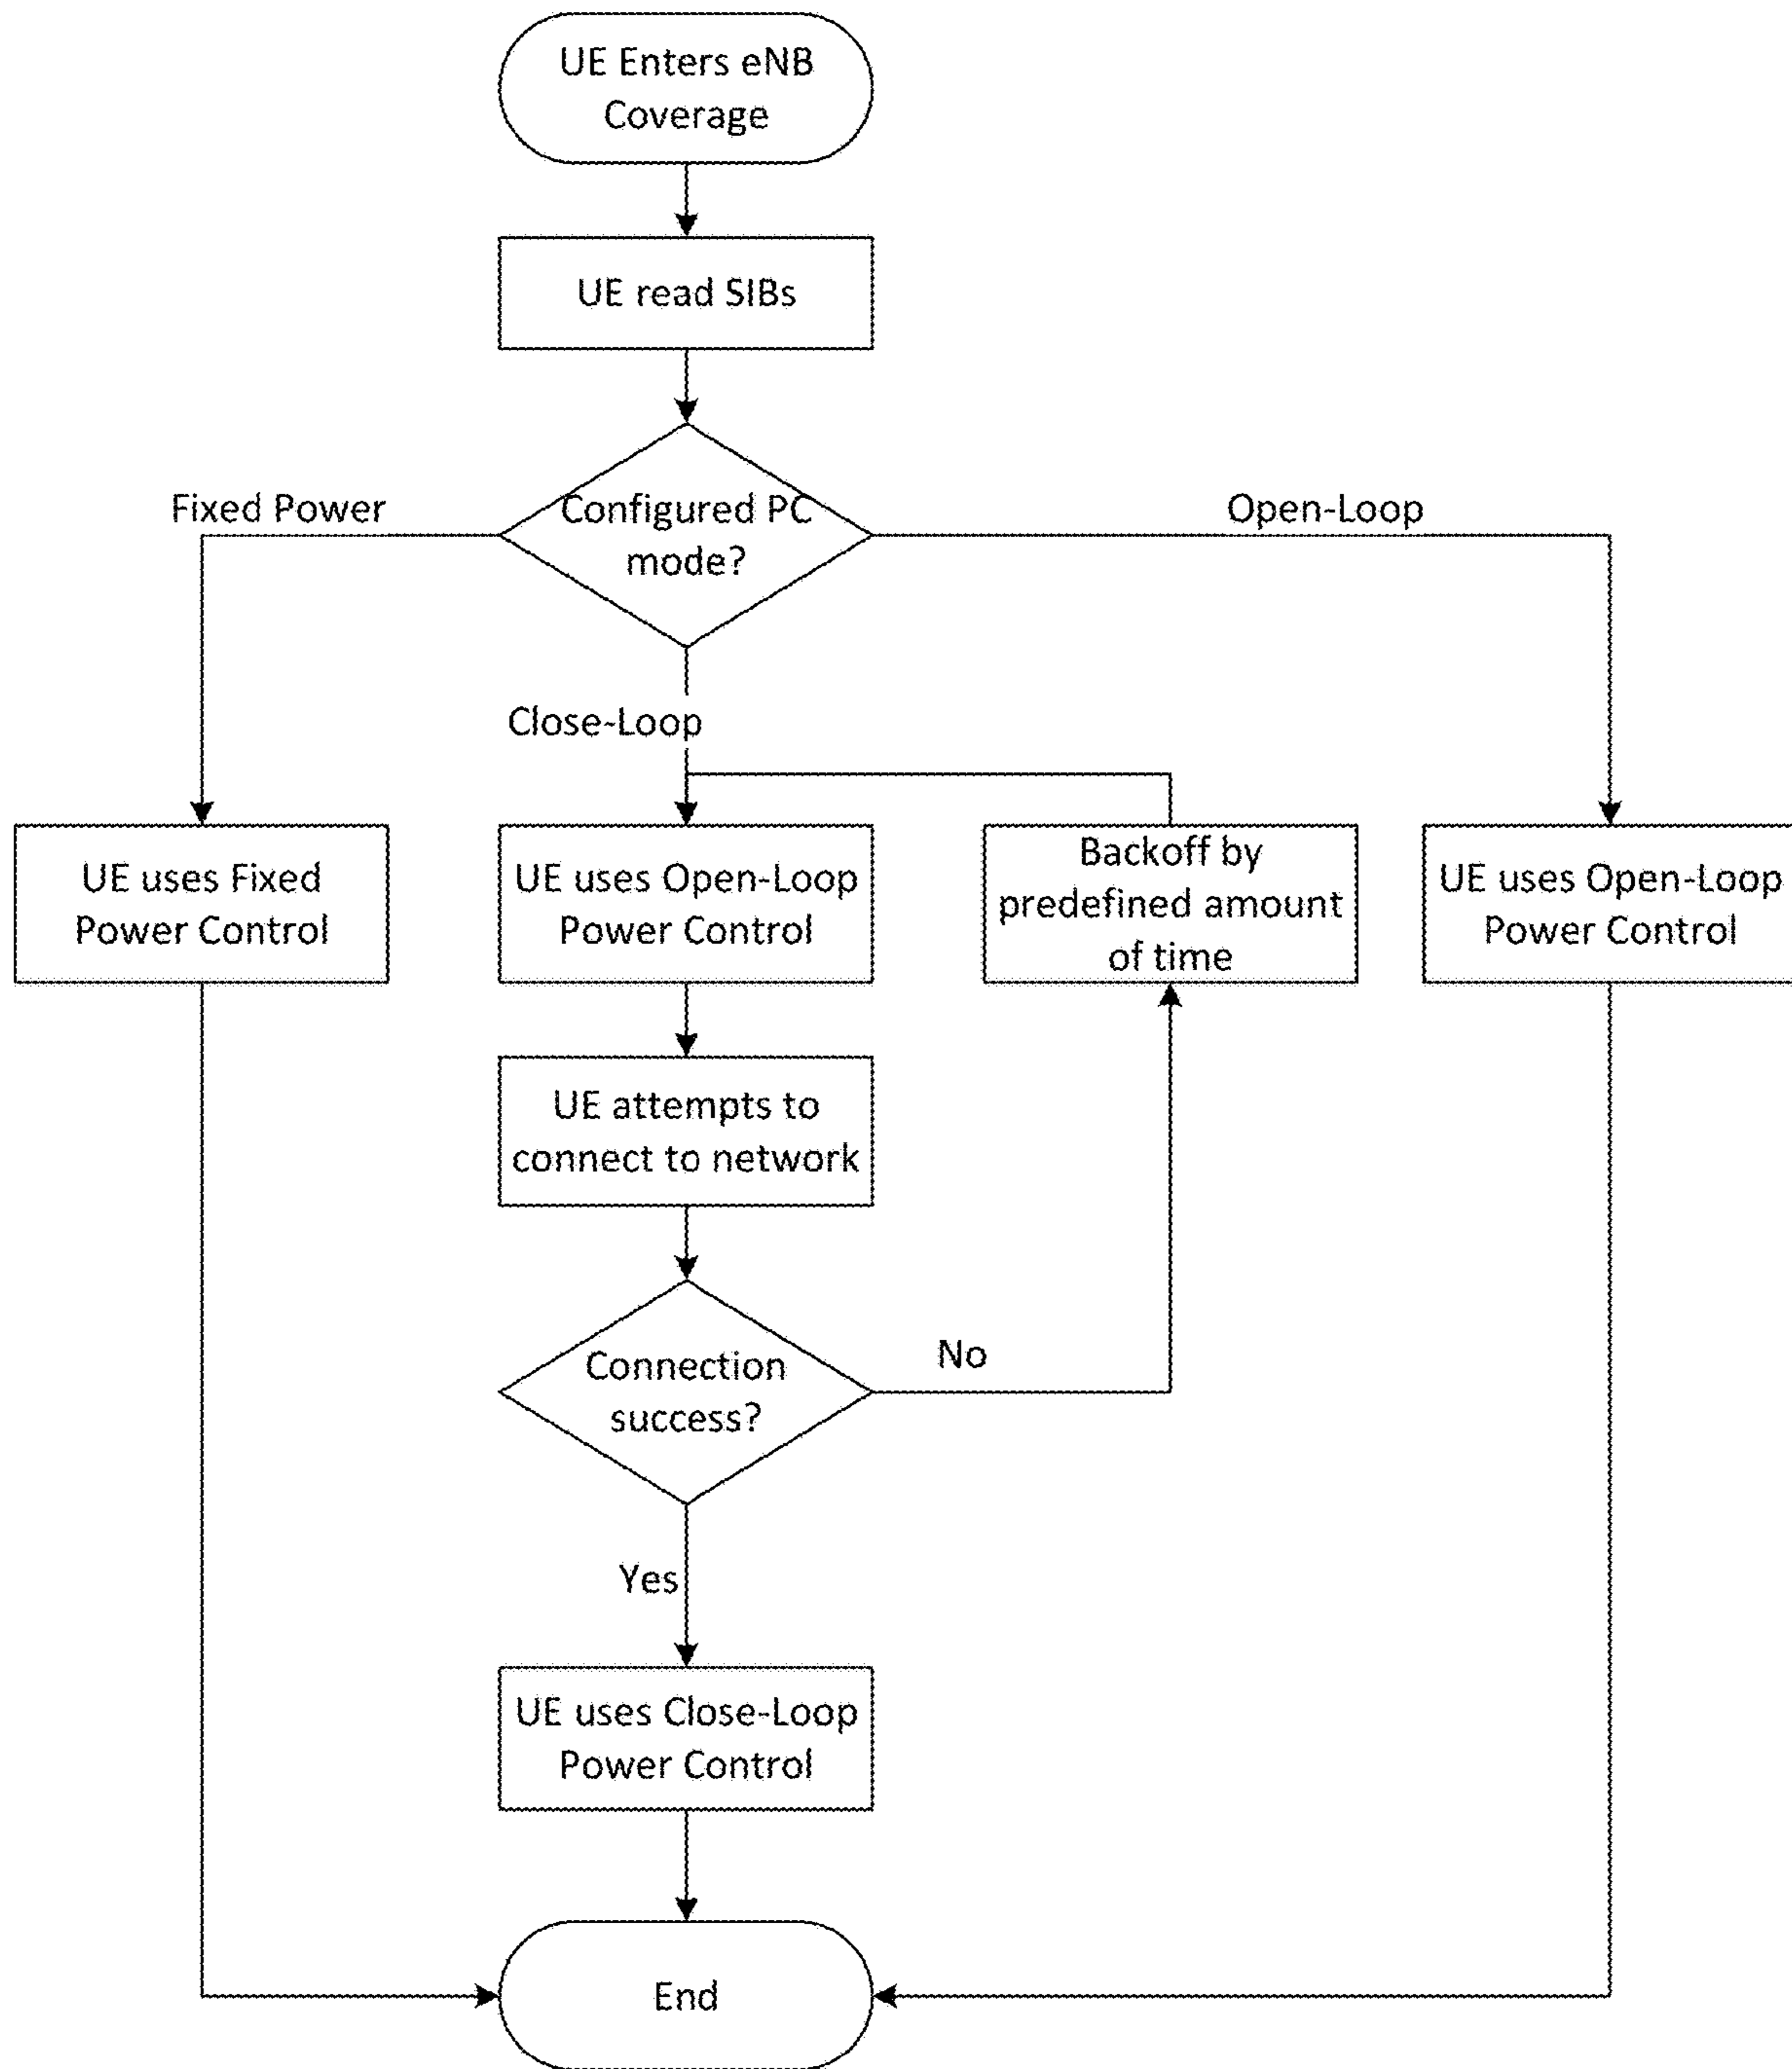 UE Enters eNB
Coverage
UE read SIBs
Fixed Power
Configured PC
mode?
Open-Loop
Close-Loop
UE uses Fixed
Power Control
UE uses Open-Loop
Power Control
Backoff by
predefined amount
of time
UE uses Open-Loop
Power Control
UE attempts to
connect to network
Connection
success?
No
Yes
UE uses Close-Loop
Power Control
End